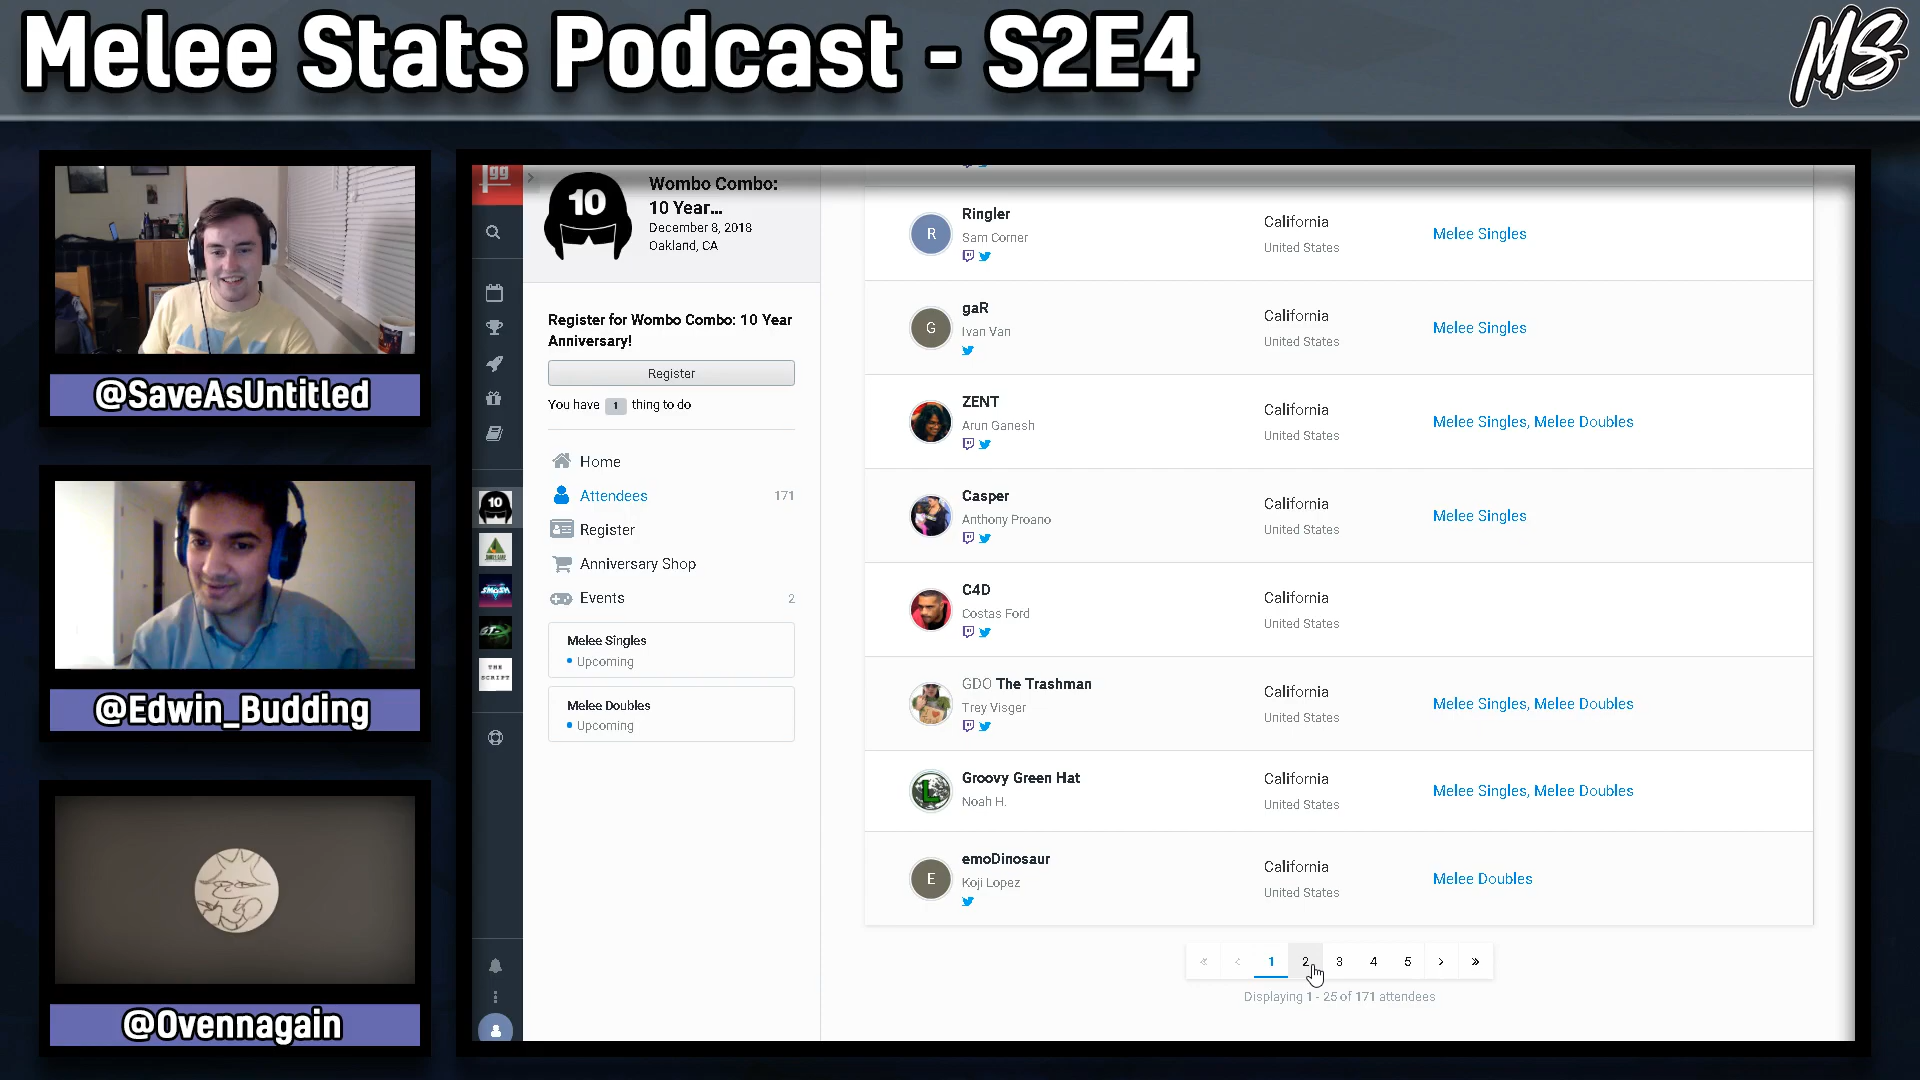 Melee Stats Podcast - S2E4
MS
@SaveAsUntitled
@Edwin_Budding
@Ovennagain
gg
10
Wombo Combo:
10 Year...
December 8, 2018
Oakland, CA
Register for Wombo Combo: 10 Year
Anniversary!
Register
You have 1 thing to do
Home
Attendees 171
Register
Anniversary Shop
Events 2
Melee Singles
Upcoming
Melee Doubles
Upcoming
10
SMASH
THE
SCRIPT
R
Ringler
Sam Corner
California
United States
Melee Singles
G
gaR
Ivan Van
California
United States
Melee Singles
ZENT
Arun Ganesh
California
United States
Melee Singles, Melee Doubles
Casper
Anthony Proano
California
United States
Melee Singles
C4D
Costas Ford
California
United States
GDO The Trashman
Trey Visger
California
United States
Melee Singles, Melee Doubles
L
Groovy Green Hat
Noah H.
California
United States
Melee Singles, Melee Doubles
E
emoDinosaur
Koji Lopez
California
United States
Melee Doubles
« ‹ 1 2 3 4 5 › »
Displaying 1 - 25 of 171 attendees